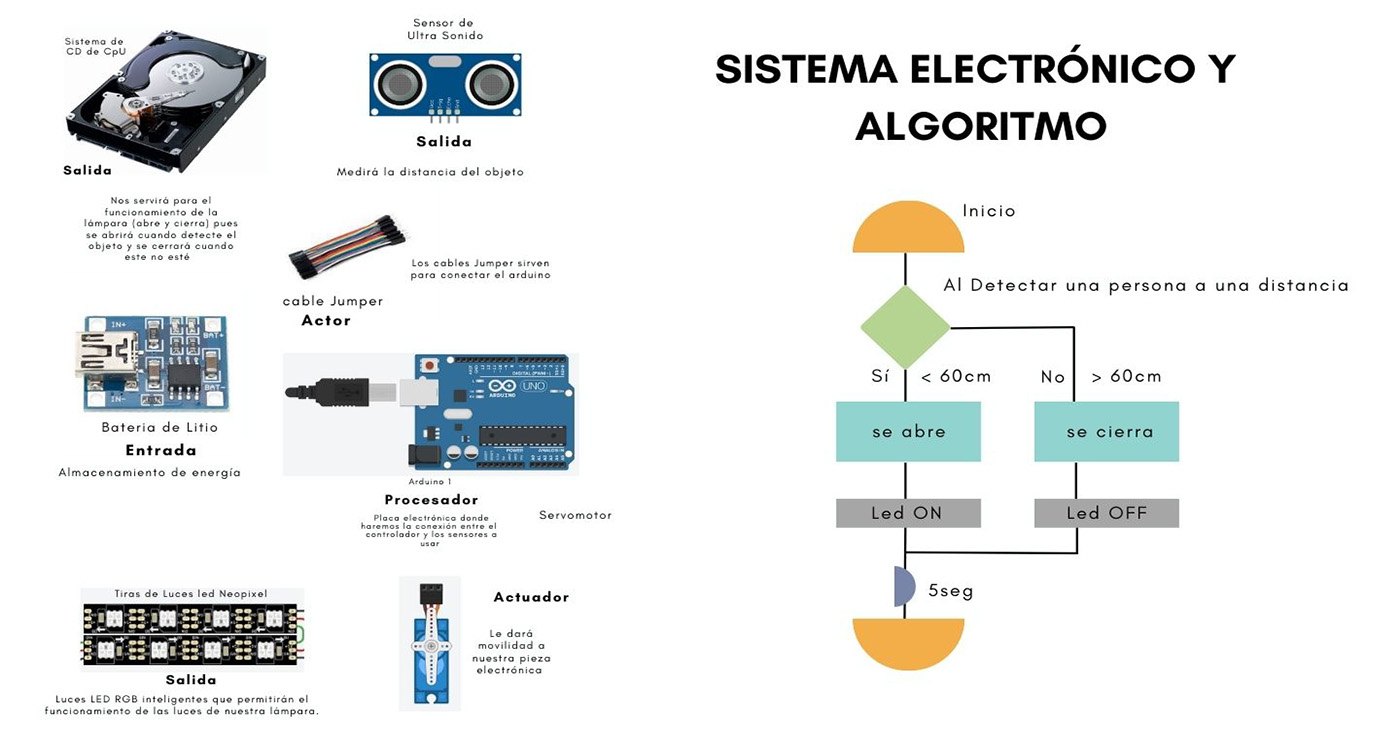 Sistema de
CD de CpU
Salida
Nos servirá para el
funcionamiento de la
lámpara (abre y cierra) pues
se abrirá cuando detecte el
objeto y se cerrará cuando
este no esté
Sensor de
Ultra Sonido
Salida
Medirá la distancia del objeto
Los cables Jumper sirven
para conectar el arduino
cable Jumper
Actor
IN+
BAT+
BAT-
IN-
Bateria de Litio
Entrada
Almacenamiento de energía
UNO
ARDUINO
Arduino 1
Procesador
Placa electrónica donde
haremos la conexión entre el
controlador y los sensores a
usar
Servomotor
Tiras de Luces led Neopixel
Salida
Luces LED RGB inteligentes que permitirán el
funcionamiento de las luces de nuestra lámpara.
Actuador
Le dará
movilidad a
nuestra pieza
electrónica
SISTEMA ELECTRÓNICO Y
ALGORITMO
Inicio
Al Detectar una persona a una distancia
Sí < 60cm
No > 60cm
se abre
se cierra
Led ON
Led OFF
5seg